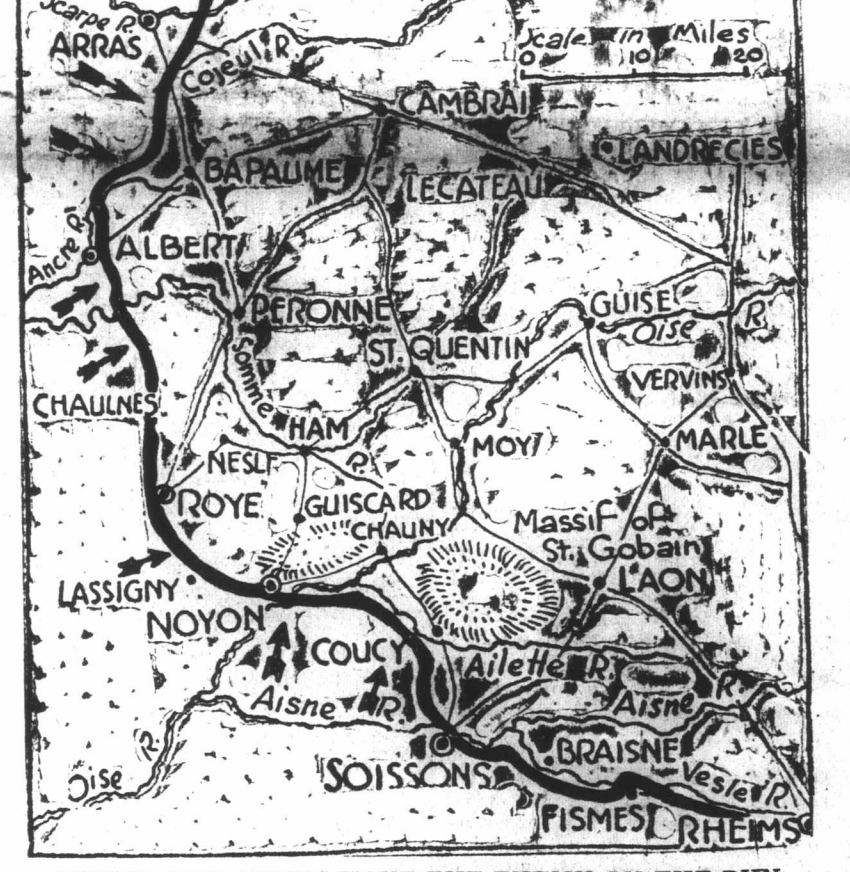 Scarpe R.
ARRAS
Cojeul R.
Scale in Miles
0 10 20
CAMBRAI
LANDRECIES
BAPAUME
LECATEAU
Ancre R.
ALBERT
PERONNE
GUISE
Oise R.
ST. QUENTIN
Somme R.
VERVINS
CHAULNES
HAM
MOY
MARLE
NESLE
ROYE
GUISCARD
CHAUNY
Massif of
St. Gobain
LAON
LASSIGNY
NOYON
COUCY
Ailette R.
Aisne R.
Aisne R.
Oise R.
SOISSONS
BRAISNE
Vesle R.
FISMES
RHEIMS